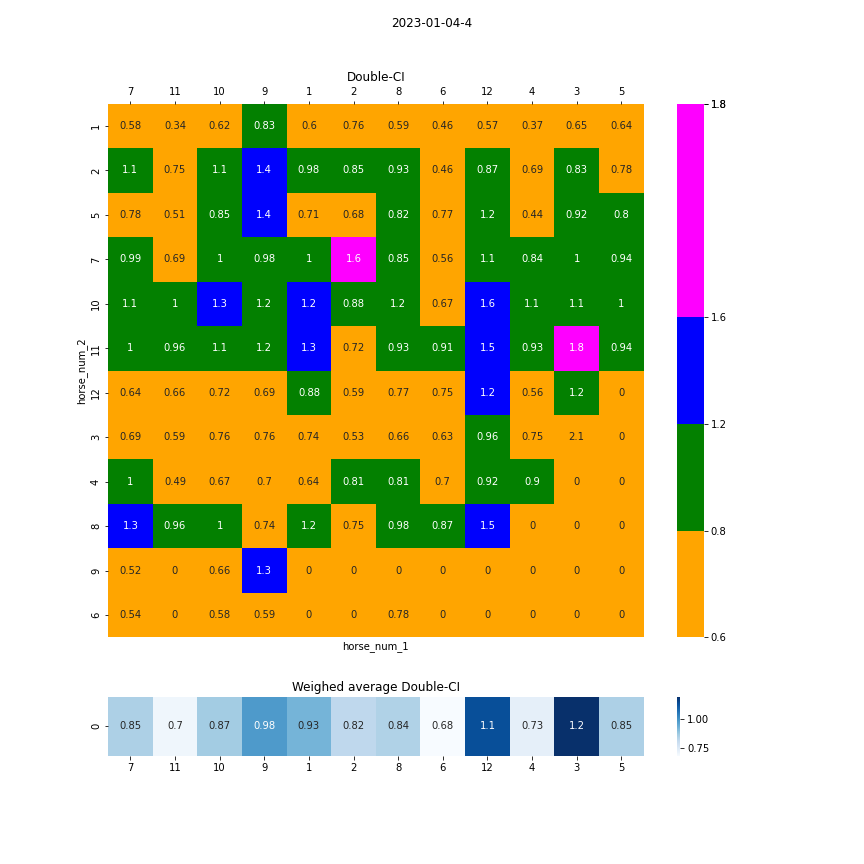 2023-01-04-4
Double-CI
7 11 10 9 1 2 8 6 12 4 3 5
1 0.58 0.34 0.62 0.83 0.6 0.76 0.59 0.46 0.57 0.37 0.65 0.64
2 1.1 0.75 1.1 1.4 0.98 0.85 0.93 0.46 0.87 0.69 0.83 0.78
5 0.78 0.51 0.85 1.4 0.71 0.68 0.82 0.77 1.2 0.44 0.92 0.8
7 0.99 0.69 1 0.98 1 1.6 0.85 0.56 1.1 0.84 1 0.94
10 1.1 1 1.3 1.2 1.2 0.88 1.2 0.67 1.6 1.1 1.1 1
11 1 0.96 1.1 1.2 1.3 0.72 0.93 0.91 1.5 0.93 1.8 0.94
12 0.64 0.66 0.72 0.69 0.88 0.59 0.77 0.75 1.2 0.56 1.2 0
3 0.69 0.59 0.76 0.76 0.74 0.53 0.66 0.63 0.96 0.75 2.1 0
4 1 0.49 0.67 0.7 0.64 0.81 0.81 0.7 0.92 0.9 0 0
8 1.3 0.96 1 0.74 1.2 0.75 0.98 0.87 1.5 0 0 0
9 0.52 0 0.66 1.3 0 0 0 0 0 0 0 0
6 0.54 0 0.58 0.59 0 0 0.78 0 0 0 0 0
horse_num_2
horse_num_1
1.8
1.6
1.2
0.8
0.6
Weighed average Double-CI
0 0.85 0.7 0.87 0.98 0.93 0.82 0.84 0.68 1.1 0.73 1.2 0.85
7 11 10 9 1 2 8 6 12 4 3 5
1.00
0.75